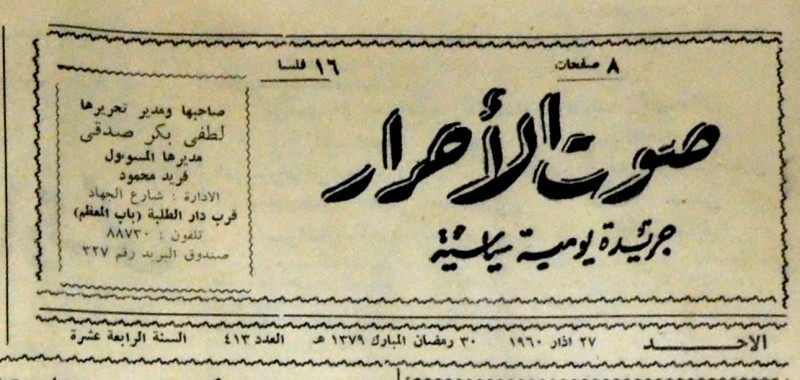 ٨ صفحات
١٦ فلسا
صوت الأحرار
جريدة يومية سياسية
صاحبها ومدير تحريرها
لطفي بكر صدقي
مديرها المسؤول
فريد محمود
الادارة : شارع الجهاد
قرب دار الطلبة (باب المعظم)
تلفون : ٨٨٧٣٠
صندوق البريد رقم ٣٢٧
الاحد ٢٧ اذار ١٩٦٠ ٣٠ رمضان المبارك ١٣٧٩ هـ العدد ٤١٣ السنة الرابعة عشرة